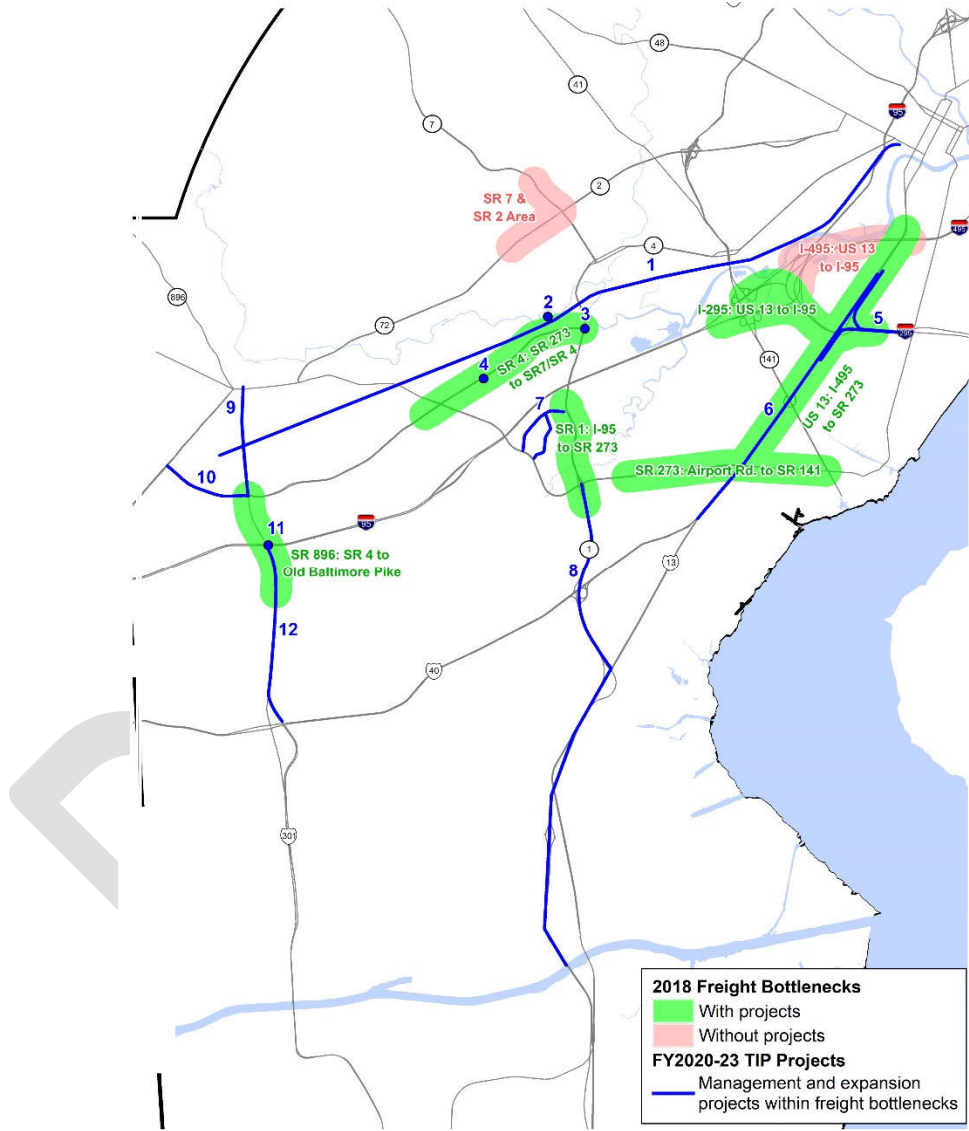 48
41
95
7
2
SR 7 &
SR 2 Area
4
495
I-495: US 13
to I-95
1
896
2
3
I-295: US 13 to I-95
5
72
295
SR 4: SR 273
to SR7/SR 4
4
141
6
US 13: I-495
to SR 273
9
7
SR 1: I-95
to SR 273
10
SR 273: Airport Rd. to SR 141
11
95
SR 896: SR 4 to
Old Baltimore Pike
1
13
8
12
40
301
2018 Freight Bottlenecks
With projects
Without projects
FY2020-23 TIP Projects
Management and expansion
projects within freight bottlenecks